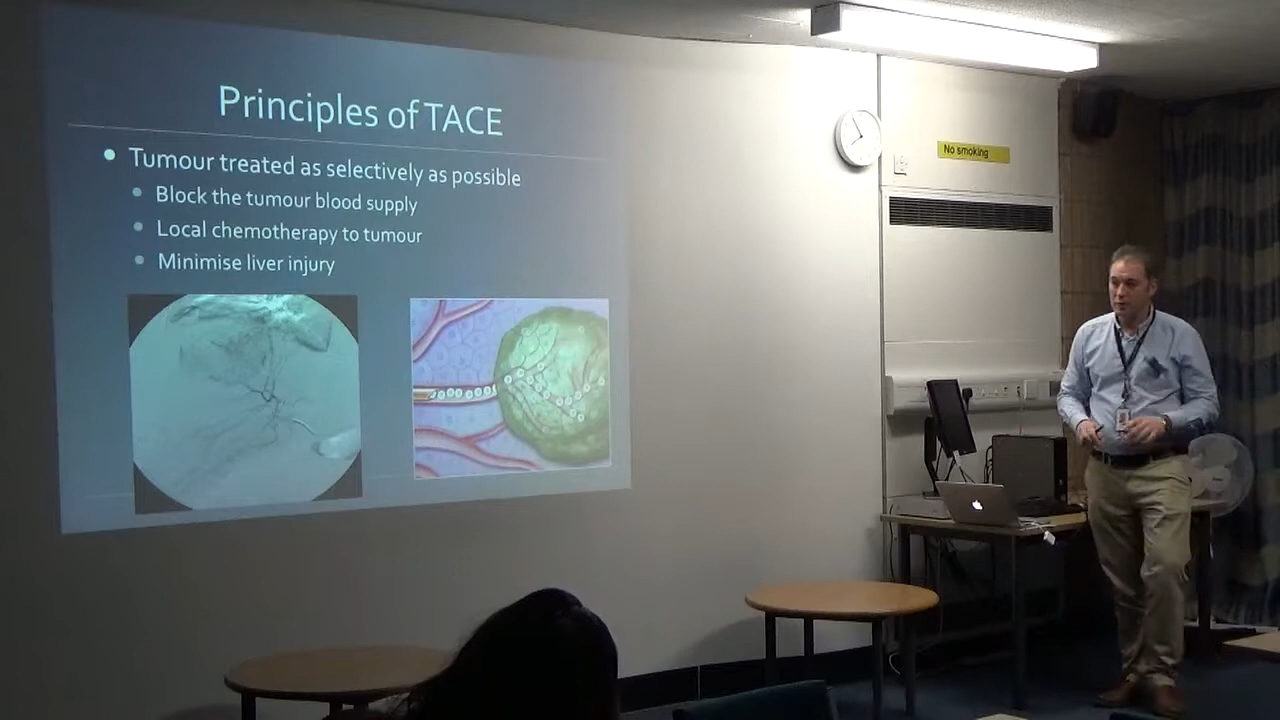 Principles of TACE
Tumour treated as selectively as possible
Block the tumour blood supply
Local chemotherapy to tumour
Minimise liver injury
No smoking